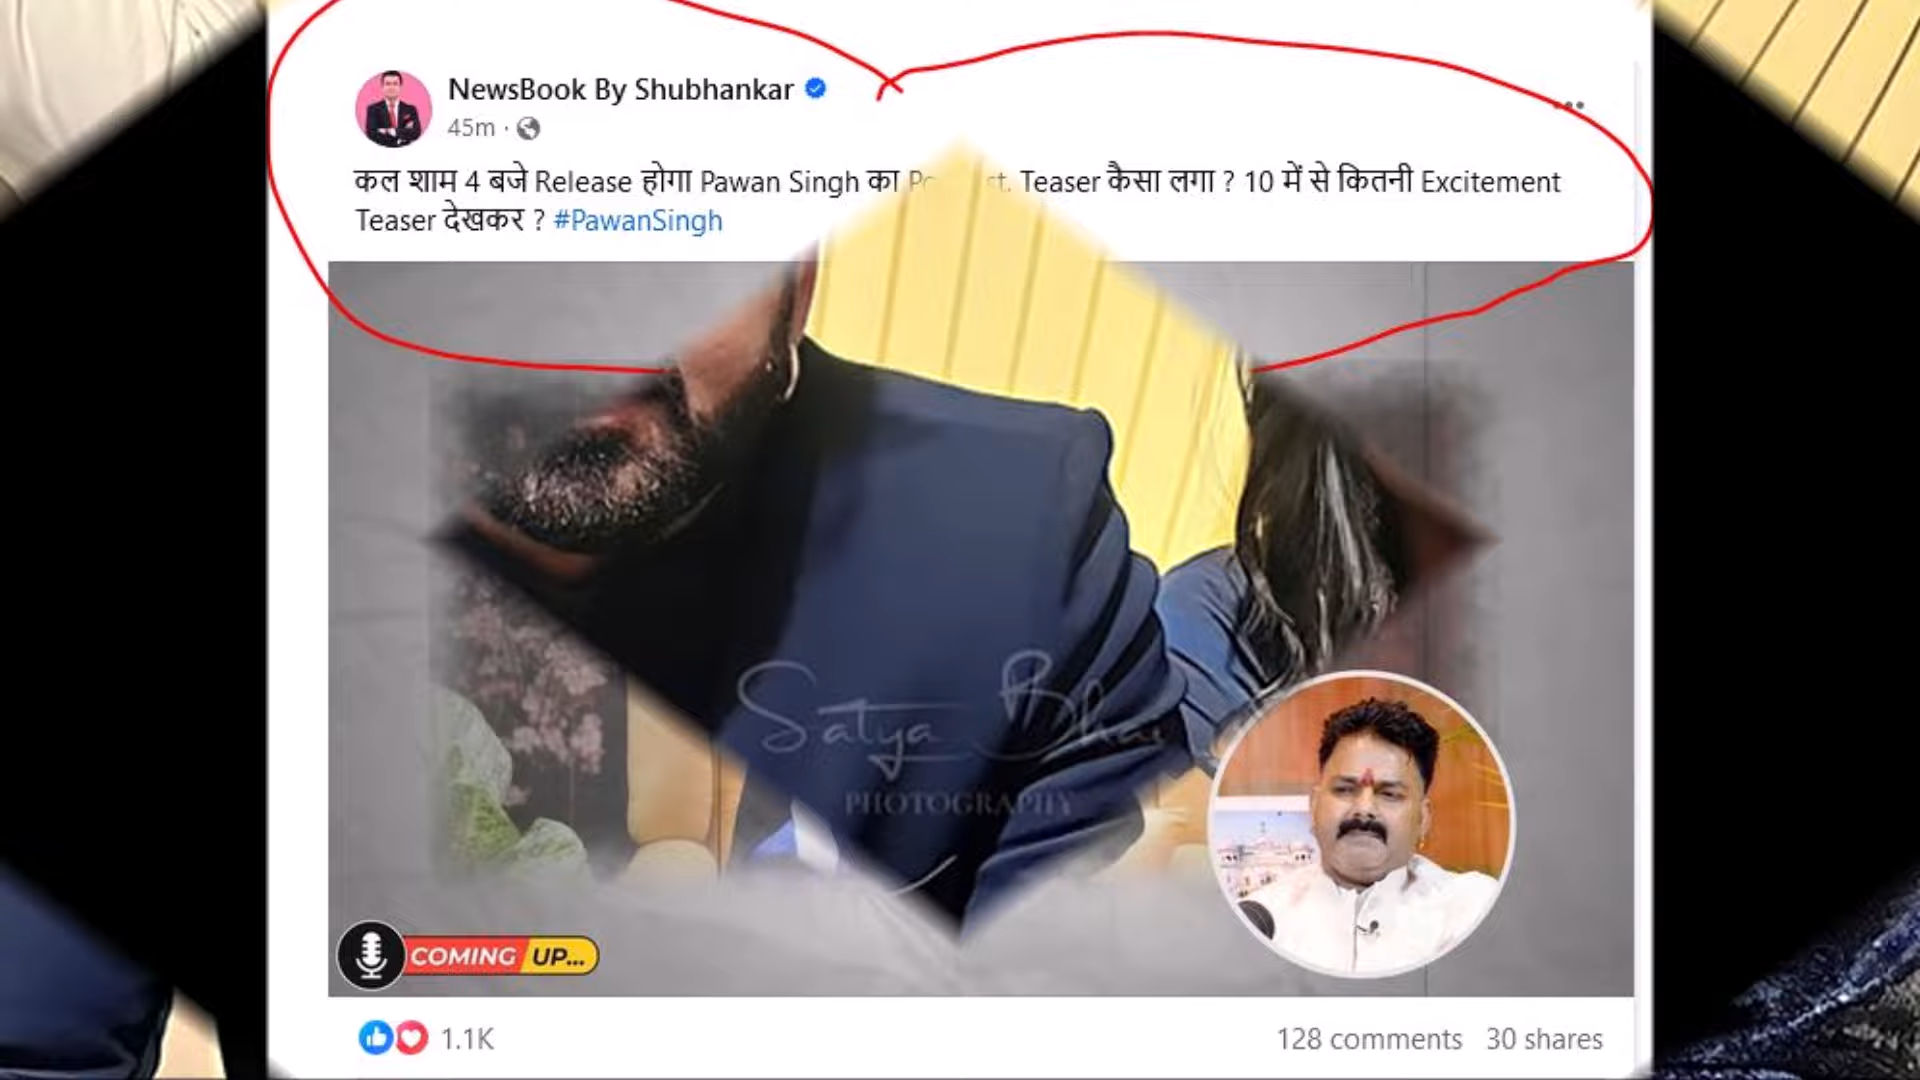 NewsBook By Shubhankar
45m ·
कल शाम 4 बजे Release होगा Pawan Singh का Teaser कैसा लगा ? 10 में से कितनी Excitement
Teaser देखकर ? #PawanSingh
Satya Bhai
PHOTOGRAPHY
COMING UP...
1.1K
128 comments 30 shares